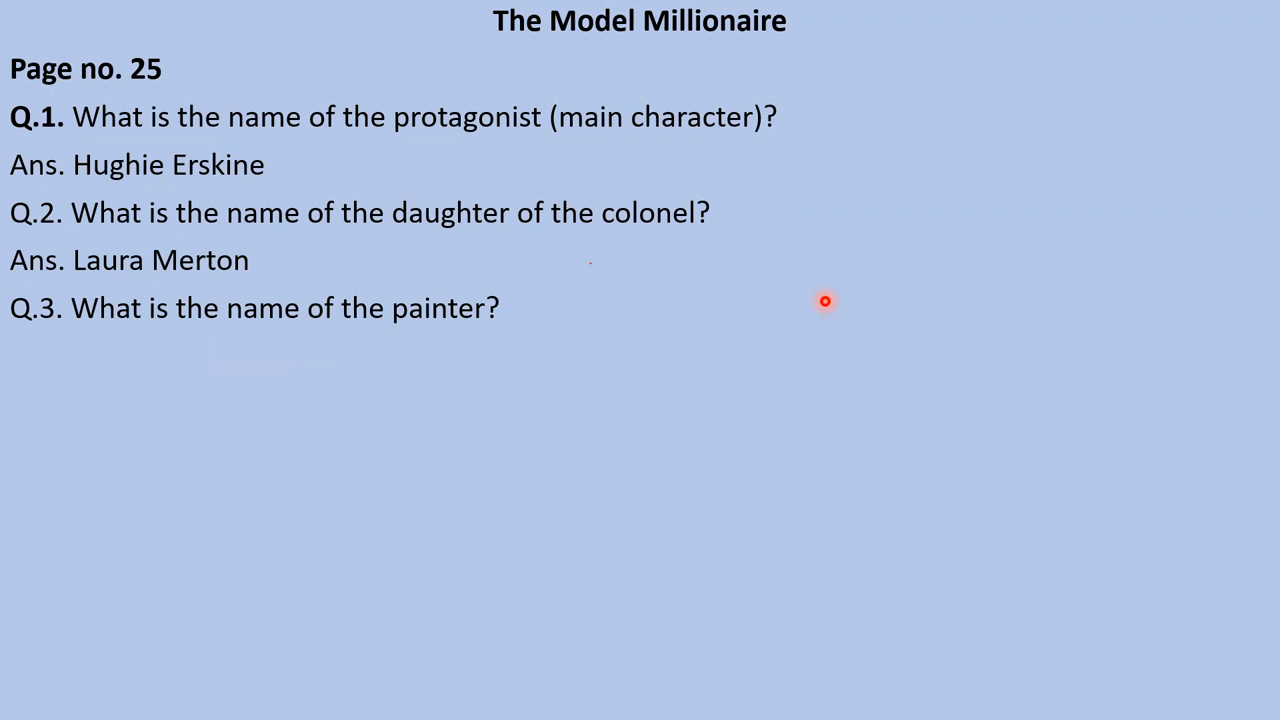 The Model Millionaire
Page no. 25
Q.1. What is the name of the protagonist (main character)?
Ans. Hughie Erskine
Q.2. What is the name of the daughter of the colonel?
Ans. Laura Merton
Q.3. What is the name of the painter?